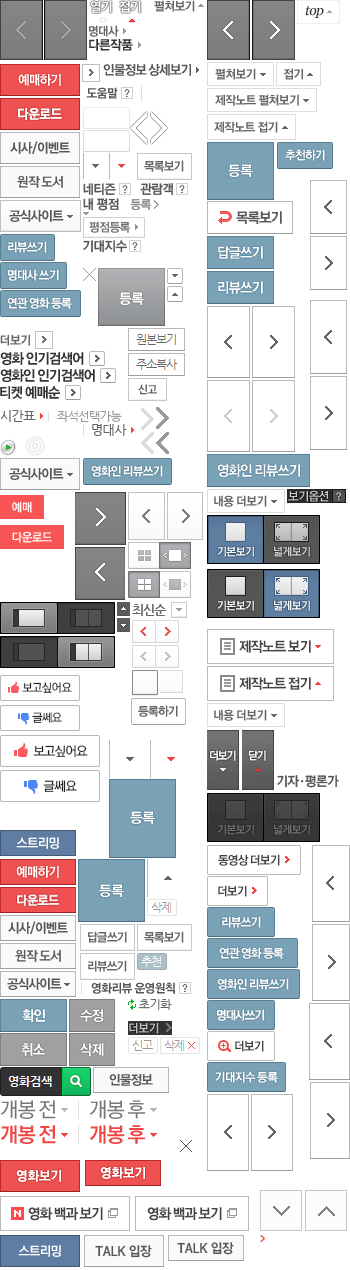 열기 접기 펼쳐보기
top
명대사
다른작품
예매하기
인물정보 상세보기
펼쳐보기 접기
도움말 ?
제작노트 펼쳐보기
다운로드
제작노트 접기
시사/이벤트
등록
추천하기
목록보기
원작 도서
네티즌 ? 관람객 ?
내 평점 등록
공식사이트
목록보기
평점등록
리뷰쓰기
기대지수 ?
답글쓰기
명대사 쓰기
등록
리뷰쓰기
연관 영화 등록
더보기
원본보기
영화 인기검색어
주소복사
영화인 인기검색어
티켓 예매순
신고
시간표 좌석선택가능
명대사
공식사이트
영화인 리뷰쓰기
영화인 리뷰쓰기
예매
내용 더보기
보기옵션 ?
다운로드
기본보기 넓게보기
기본보기 넓게보기
최신순
제작노트 보기
보고싶어요
제작노트 접기
글쎄요
등록하기
내용 더보기
보고싶어요
더보기 닫기
글쎄요
기자·평론가
등록
기본보기 넓게보기
스트리밍
동영상 더보기
예매하기
등록
더보기
다운로드
삭제
시사/이벤트
리뷰쓰기
답글쓰기 목록보기
원작 도서
연관 영화 등록
리뷰쓰기 추천
공식사이트
영화인 리뷰쓰기
영화리뷰 운영원칙 ?
확인 수정
초기화
명대사쓰기
더보기
취소 삭제
신고 삭제
더보기
영화검색
인물정보
기대지수 등록
개봉 전 개봉 후
개봉 전 개봉 후
영화보기
영화보기
N 영화 백과 보기
영화 백과 보기
스트리밍
TALK 입장
TALK 입장